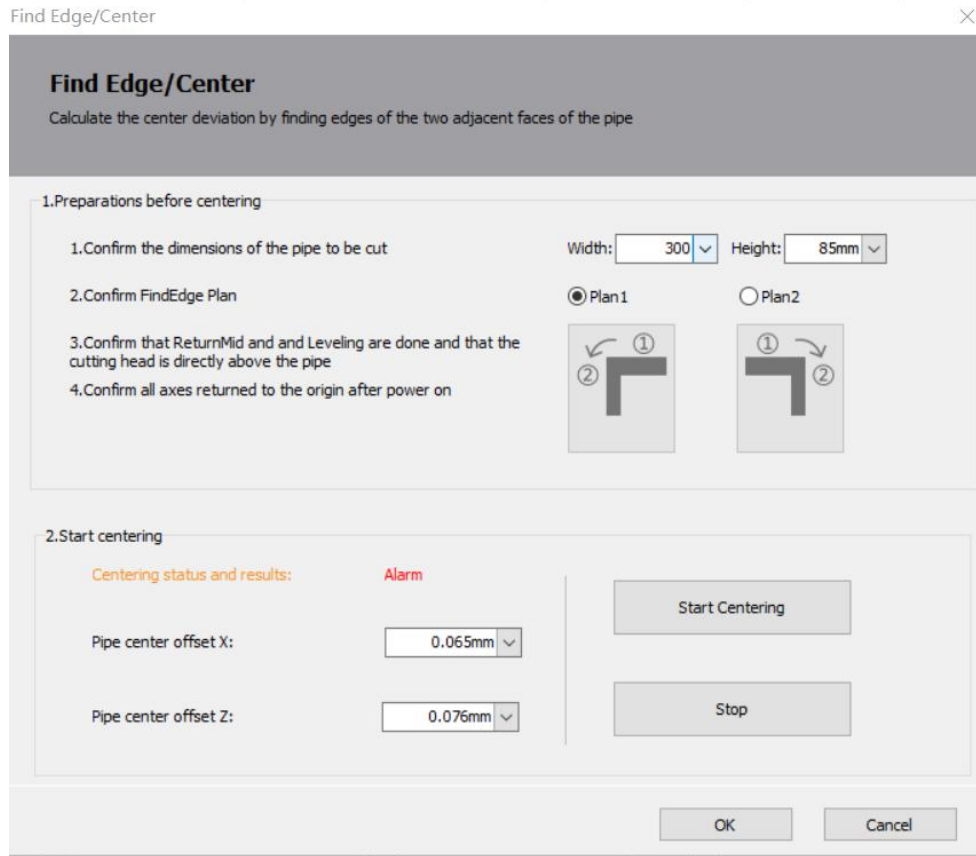 Find Edge/Center
Find Edge/Center
Calculate the center deviation by finding edges of the two adjacent faces of the pipe
1.Preparations before centering
1.Confirm the dimensions of the pipe to be cut
Width: 300 Height: 85mm
2.Confirm FindEdge Plan
Plan1 Plan2
3.Confirm that ReturnMid and and Leveling are done and that the
cutting head is directly above the pipe
4.Confirm all axes returned to the origin after power on
① ①
② ②
2.Start centering
Centering status and results: Alarm
Start Centering
Pipe center offset X: 0.065mm
Pipe center offset Z: 0.076mm
Stop
OK Cancel